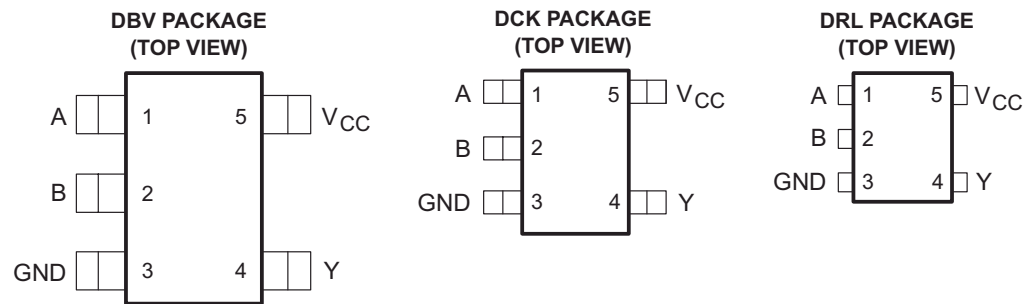 DBV PACKAGE
(TOP VIEW)
A 1 5 VCC
B 2
GND 3 4 Y
DCK PACKAGE
(TOP VIEW)
A 1 5 VCC
B 2
GND 3 4 Y
DRL PACKAGE
(TOP VIEW)
A 1 5 VCC
B 2
GND 3 4 Y